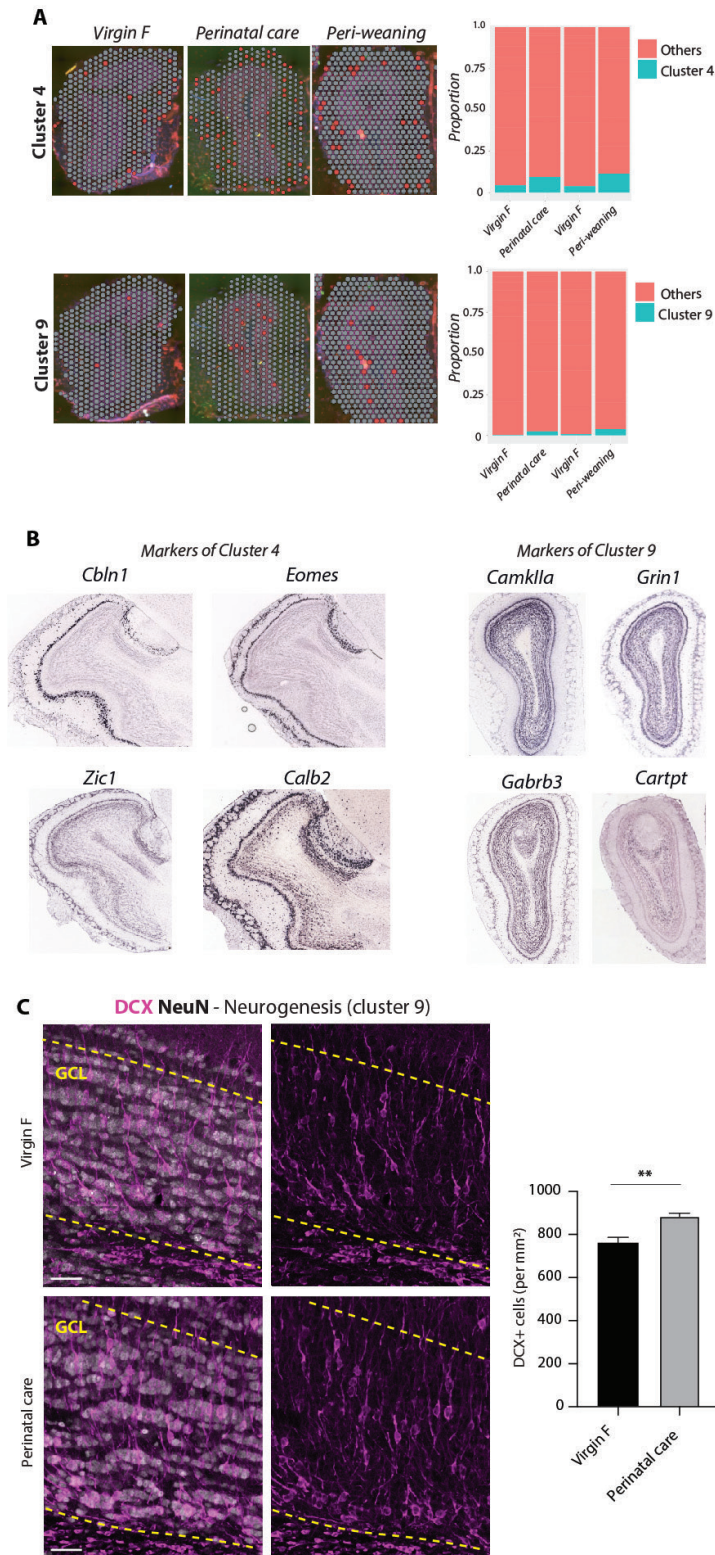 A
Virgin F
Perinatal care
Peri-weaning
Cluster 4
1.0
0.75
0.50
0.25
0
Proportion
Others
Cluster 4
Virgin F
Perinatal care
Virgin F
Peri-weaning
Cluster 9
1.0
0.75
0.50
0.25
0
Proportion
Others
Cluster 9
Virgin F
Perinatal care
Virgin F
Peri-weaning
B
Markers of Cluster 4
Cbln1
Eomes
Zic1
Calb2
Markers of Cluster 9
CamkIIa
Grin1
Gabrb3
Cartpt
C
DCX NeuN - Neurogenesis (cluster 9)
Virgin F
GCL
Perinatal care
GCL
**
1000
800
600
400
200
0
DCX+ cells (per mm²)
Virgin F
Perinatal care